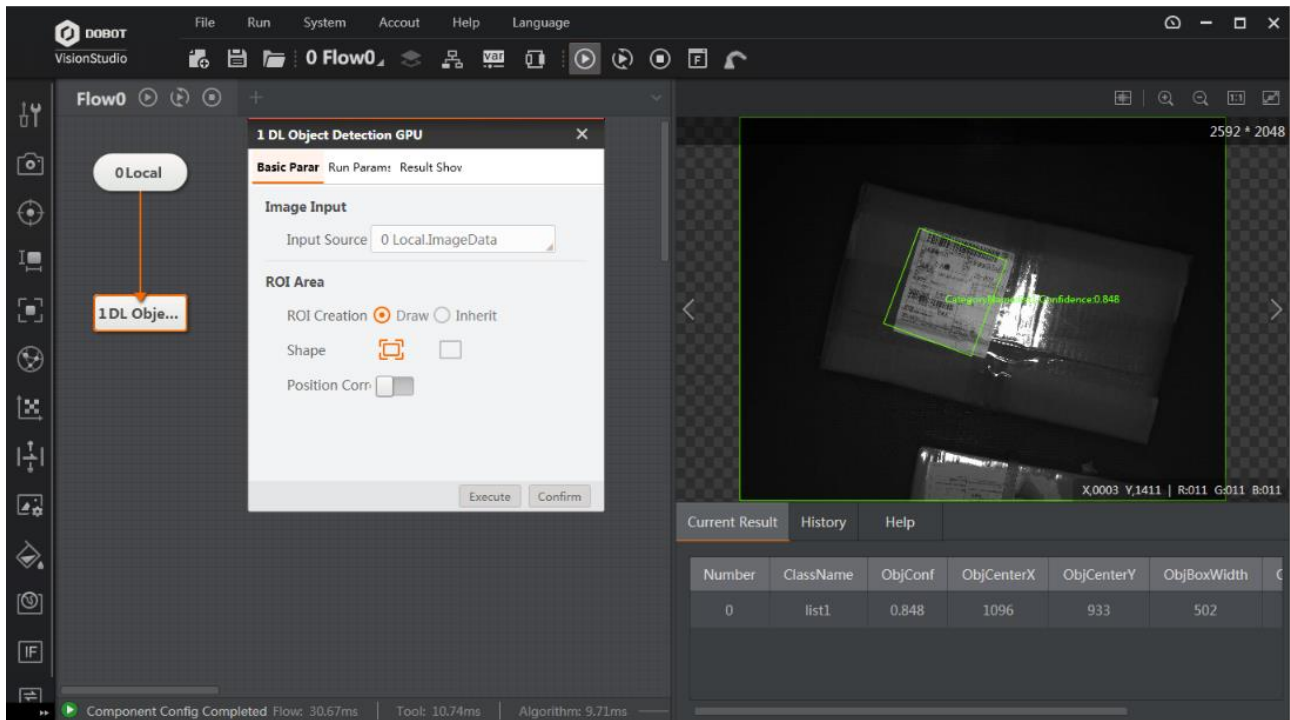 DOBOT
VisionStudio
File Run System Accout Help Language
0 Flow0
var
F
Flow0
1:1
0 Local
1 DL Obje...
1 DL Object Detection GPU
Basic Parar Run Params Result Shov
Image Input
Input Source 0 Local.ImageData
ROI Area
ROI Creation Draw Inherit
Shape
Position Corr
Execute Confirm
2592 * 2048
Confidence:0.848
X,0003 Y,1411 | R:011 G:011 B:011
Current Result History Help
Number ClassName ObjConf ObjCenterX ObjCenterY ObjBoxWidth
0 list1 0.848 1096 933 502
IF
Component Config Completed Flow: 30.67ms | Tool: 10.74ms | Algorithm: 9.71ms